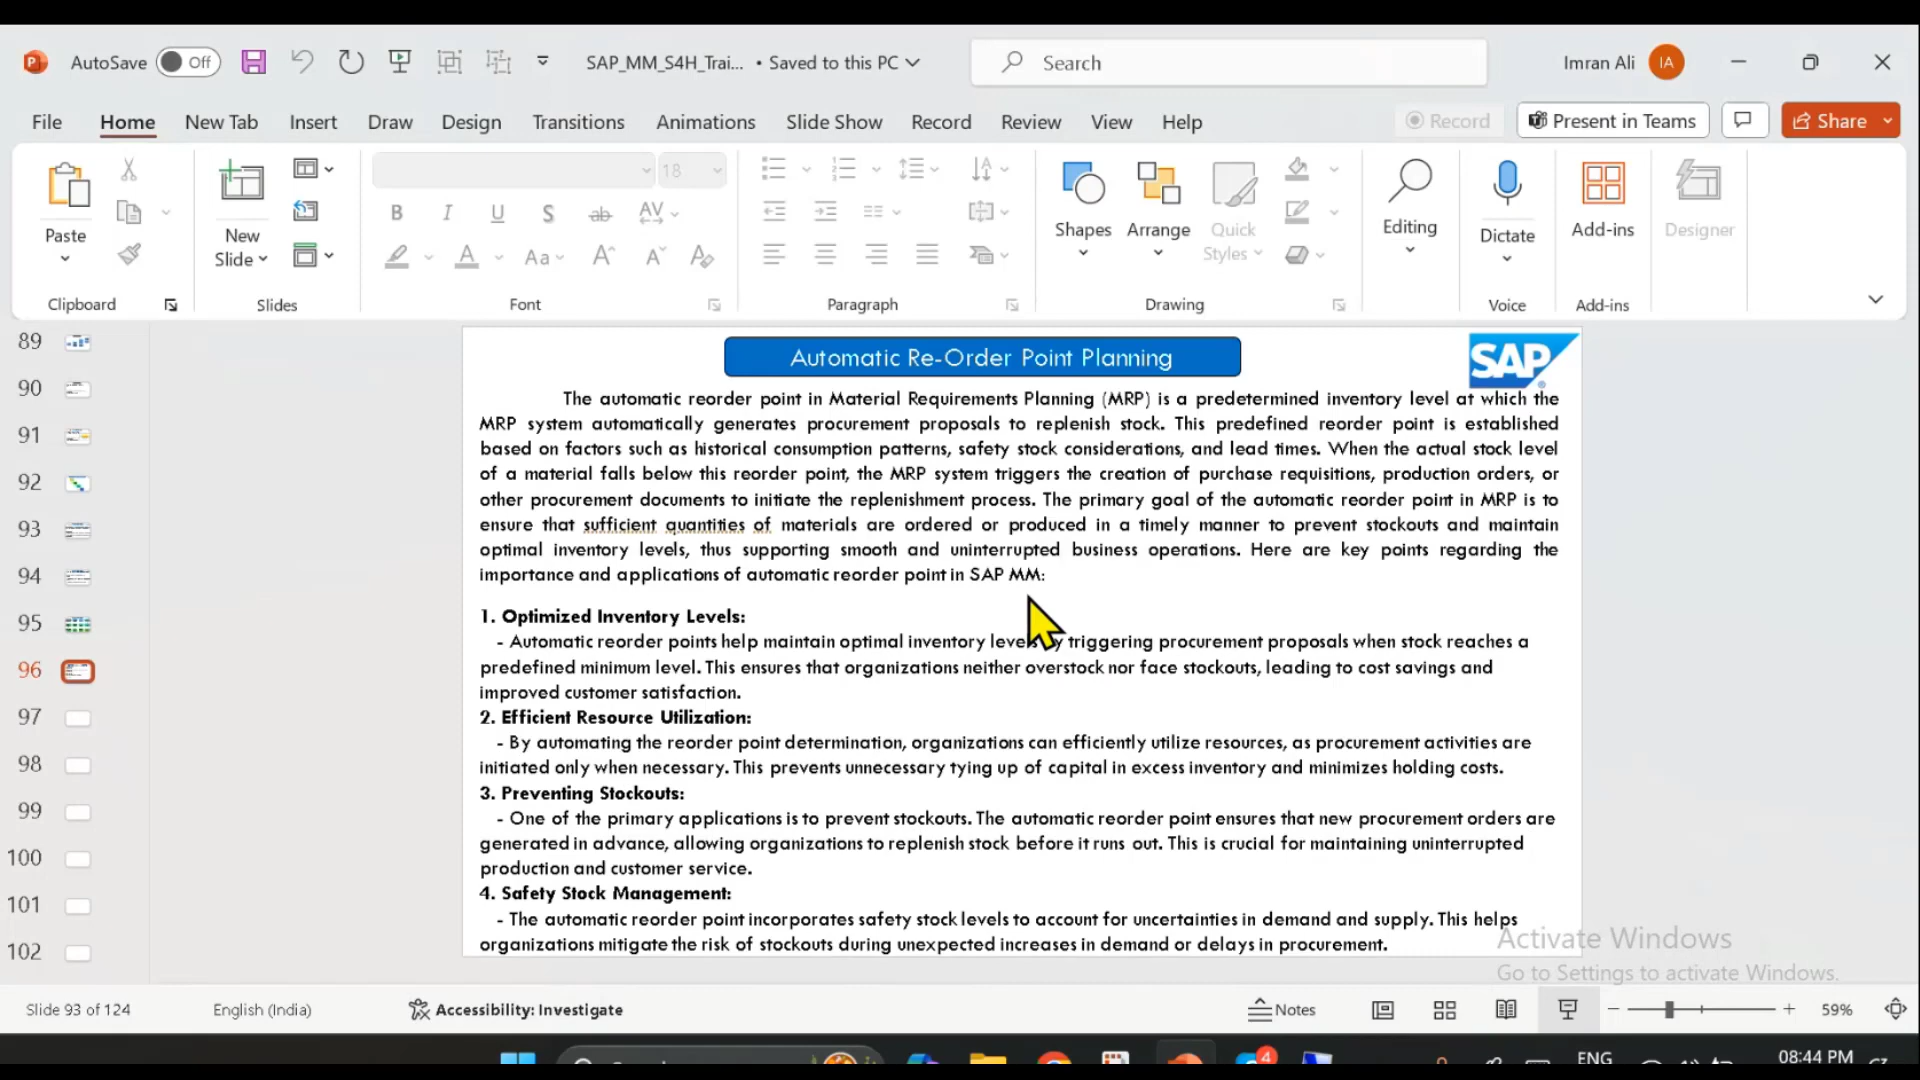 AutoSave Off SAP_MM_S4H_Trai... • Saved to this PC Search Imran Ali IA
File Home New Tab Insert Draw Design Transitions Animations Slide Show Record Review View Help Record Present in Teams Share
Paste
New
Slide
18
B I U S ab AV
A Aa A A A
Shapes Arrange Quick
Styles
Editing Dictate Add-ins Designer
Clipboard Slides Font Paragraph Drawing Voice Add-ins
89
90
91
92
93
94
95
96
97
98
99
100
101
102
Automatic Re-Order Point Planning
SAP
The automatic reorder point in Material Requirements Planning (MRP) is a predetermined inventory level at which the
MRP system automatically generates procurement proposals to replenish stock. This predefined reorder point is established
based on factors such as historical consumption patterns, safety stock considerations, and lead times. When the actual stock level
of a material falls below this reorder point, the MRP system triggers the creation of purchase requisitions, production orders, or
other procurement documents to initiate the replenishment process. The primary goal of the automatic reorder point in MRP is to
ensure that sufficient quantities of materials are ordered or produced in a timely manner to prevent stockouts and maintain
optimal inventory levels, thus supporting smooth and uninterrupted business operations. Here are key points regarding the
importance and applications of automatic reorder point in SAP MM:
1. Optimized Inventory Levels:
- Automatic reorder points help maintain optimal inventory levels by triggering procurement proposals when stock reaches a
predefined minimum level. This ensures that organizations neither overstock nor face stockouts, leading to cost savings and
improved customer satisfaction.
2. Efficient Resource Utilization:
- By automating the reorder point determination, organizations can efficiently utilize resources, as procurement activities are
initiated only when necessary. This prevents unnecessary tying up of capital in excess inventory and minimizes holding costs.
3. Preventing Stockouts:
- One of the primary applications is to prevent stockouts. The automatic reorder point ensures that new procurement orders are
generated in advance, allowing organizations to replenish stock before it runs out. This is crucial for maintaining uninterrupted
production and customer service.
4. Safety Stock Management:
- The automatic reorder point incorporates safety stock levels to account for uncertainties in demand and supply. This helps
organizations mitigate the risk of stockouts during unexpected increases in demand or delays in procurement.
Activate Windows
Go to Settings to activate Windows.
Slide 93 of 124 English (India) Accessibility: Investigate Notes 59%
4 ENG 08:44 PM